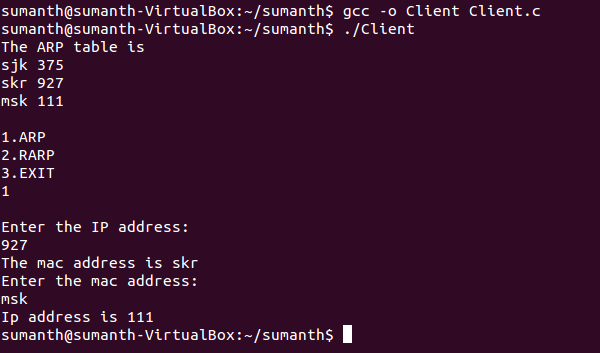 sumanth@sumanth-VirtualBox:~/sumanth$ gcc -o Client Client.c
sumanth@sumanth-VirtualBox:~/sumanth$ ./Client
The ARP table is
sjk 375
skr 927
msk 111
1.ARP
2.RARP
3.EXIT
1
Enter the IP address:
927
The mac address is skr
Enter the mac address:
msk
Ip address is 111
sumanth@sumanth-VirtualBox:~/sumanth$